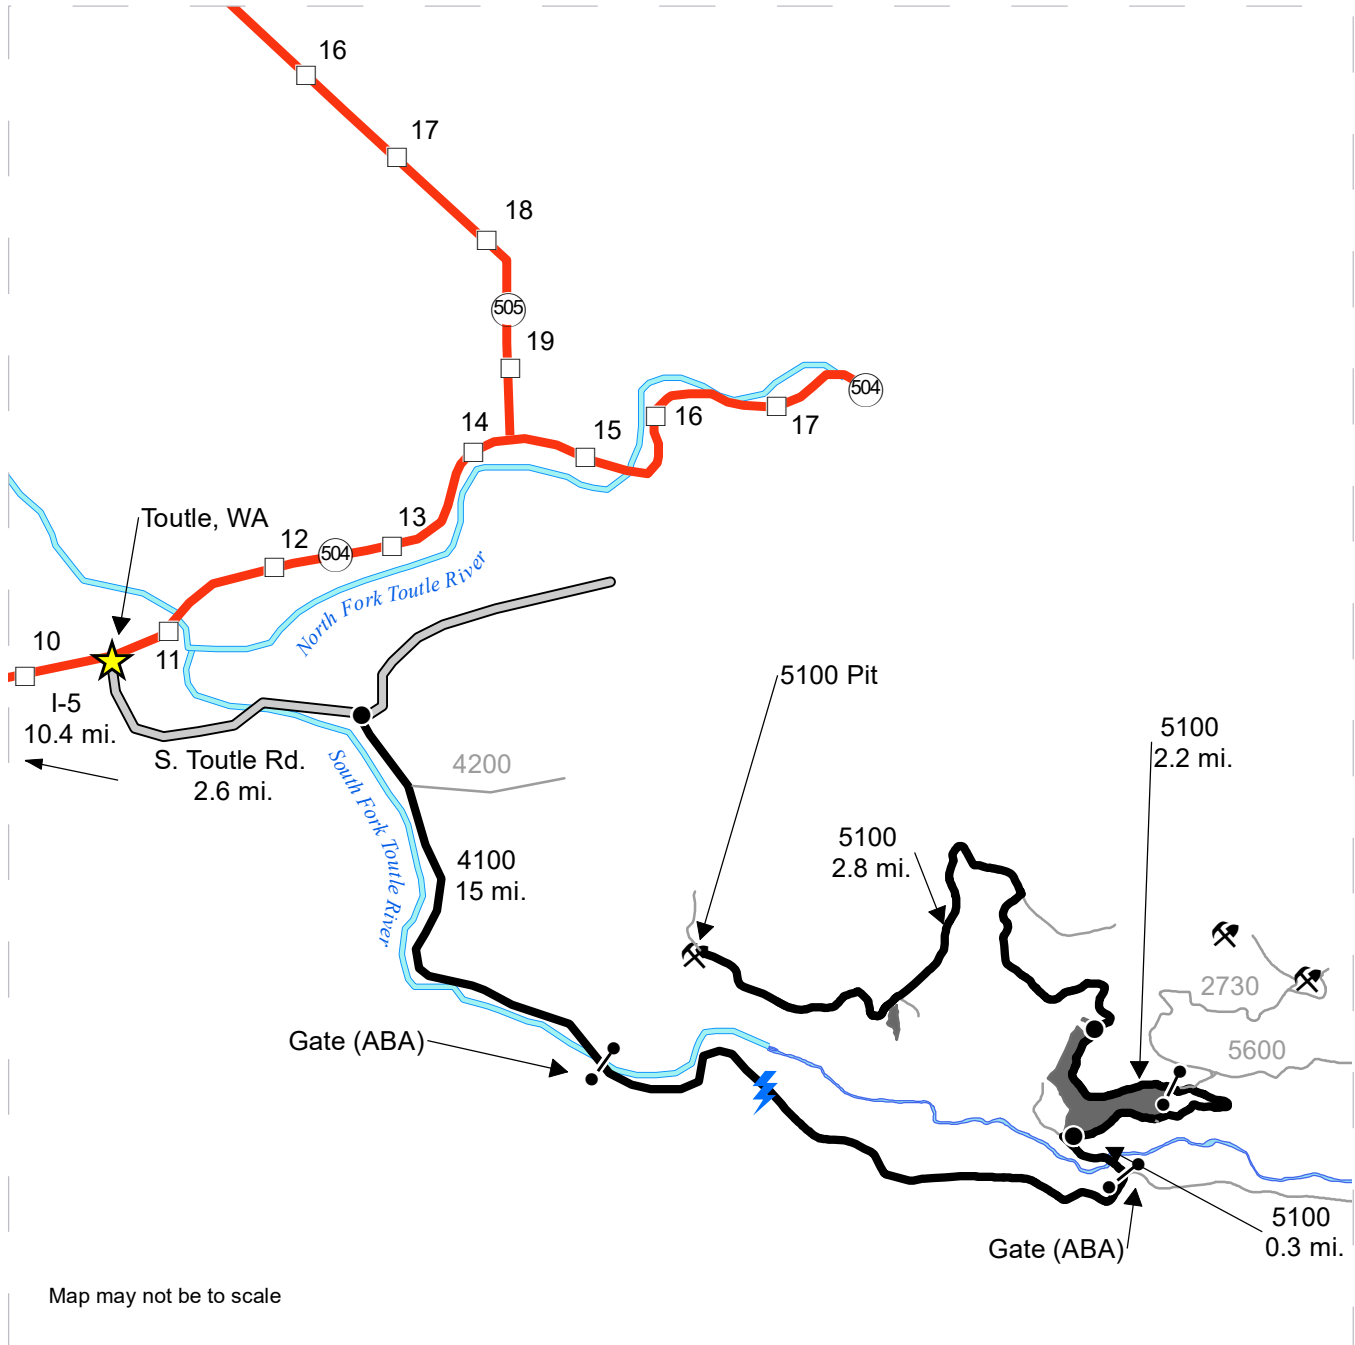 16
17
18
505
19
504
14
15
16
17
Toutle, WA
12
504
13
North Fork Toutle River
10
11
I-5
10.4 mi.
S. Toutle Rd.
2.6 mi.
5100 Pit
5100
2.2 mi.
4200
South Fork Toutle River
5100
2.8 mi.
4100
15 mi.
2730
Gate (ABA)
5600
5100
0.3 mi.
Gate (ABA)
Map may not be to scale